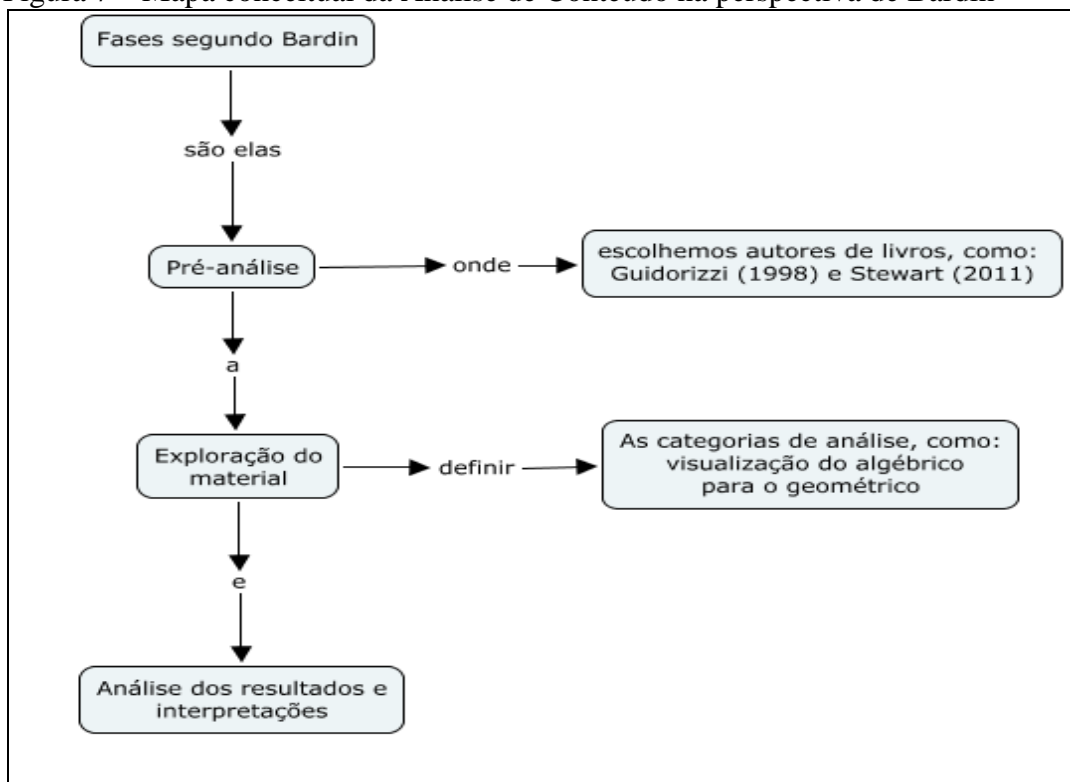 Figura 7 – Mapa conceitual da Análise de Conteúdo na perspectiva de Bardin
Fases segundo Bardin
são elas
Pré-análise
onde
escolhemos autores de livros, como:
Guidorizzi (1998) e Stewart (2011)
a
Exploração do
material
definir
As categorias de análise, como:
visualização do algébrico
para o geométrico
e
Análise dos resultados e
interpretações